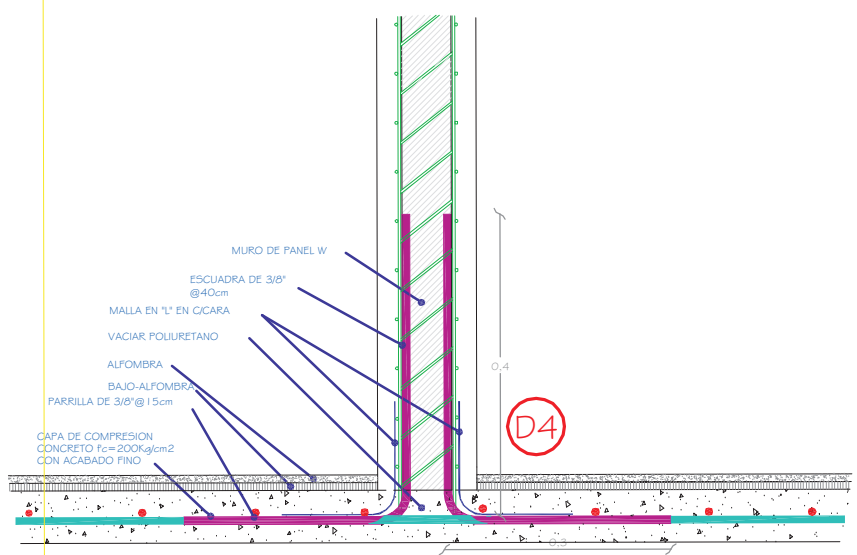 MURO DE PANEL W
ESCUADRA DE 3/8"
@40cm
MALLA EN "L" EN C/CARA
VACIAR POLIURETANO
ALFOMBRA
BAJO-ALFOMBRA
PARRILLA DE 3/8"@15cm
CAPA DE COMPRESION
CONCRETO f'c=200Kg/cm2
CON ACABADO FINO
0.4
D4
0.3